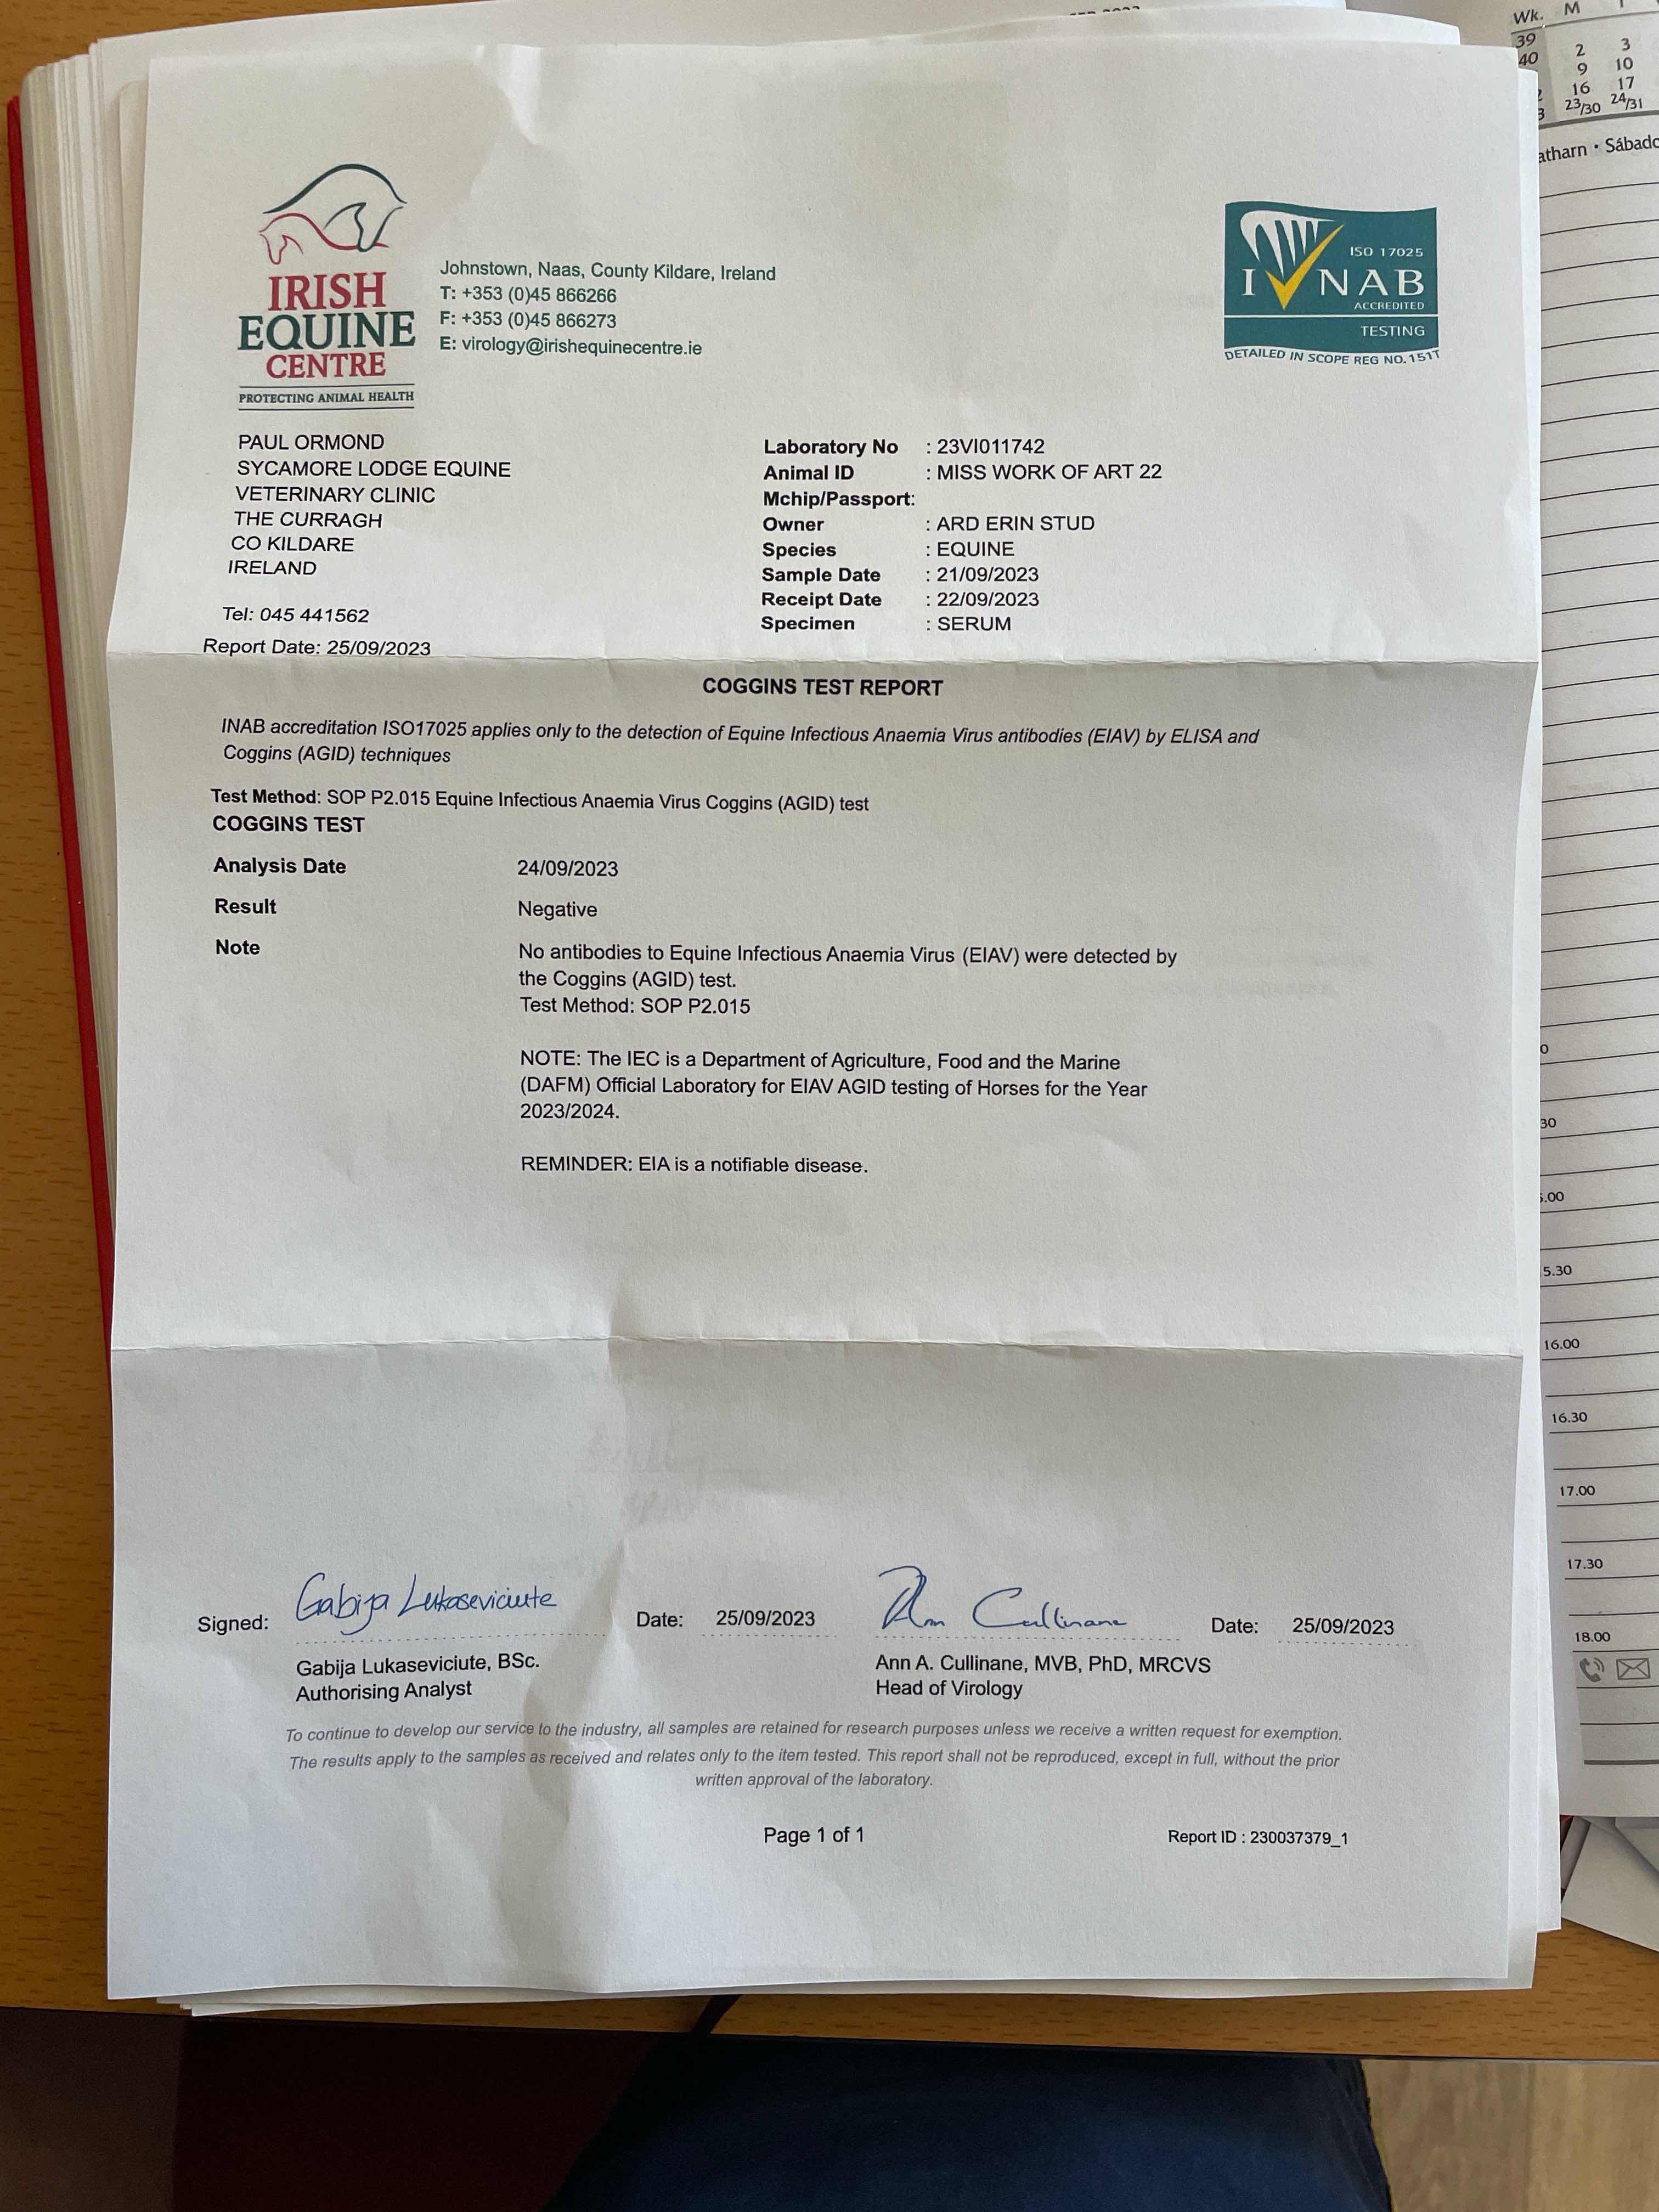 IRISH
EQUINE
CENTRE
PROTECTING ANIMAL HEALTH
Johnstown, Naas, County Kildare, Ireland
T: +353 (0)45 866266
F: +353 (0)45 866273
E: virology@irishequinecentre.ie
ISO 17025
INAB
ACCREDITED
TESTING
DETAILED IN SCOPE REG NO. 151T
PAUL ORMOND
SYCAMORE LODGE EQUINE
VETERINARY CLINIC
THE CURRAGH
CO KILDARE
IRELAND
Tel: 045 441562
Report Date: 25/09/2023
Laboratory No : 23VI011742
Animal ID : MISS WORK OF ART 22
Mchip/Passport:
Owner : ARD ERIN STUD
Species : EQUINE
Sample Date : 21/09/2023
Receipt Date : 22/09/2023
Specimen : SERUM
COGGINS TEST REPORT
INAB accreditation ISO17025 applies only to the detection of Equine Infectious Anaemia Virus antibodies (EIAV) by ELISA and
Coggins (AGID) techniques
Test Method: SOP P2.015 Equine Infectious Anaemia Virus Coggins (AGID) test
COGGINS TEST
Analysis Date 24/09/2023
Result Negative
Note No antibodies to Equine Infectious Anaemia Virus (EIAV) were detected by
the Coggins (AGID) test.
Test Method: SOP P2.015
NOTE: The IEC is a Department of Agriculture, Food and the Marine
(DAFM) Official Laboratory for EIAV AGID testing of Horses for the Year
2023/2024.
REMINDER: EIA is a notifiable disease.
Signed: Gabija Lukaseviciute Date: 25/09/2023 Ann Cullinane Date: 25/09/2023
Gabija Lukaseviciute, BSc.
Authorising Analyst
Ann A. Cullinane, MVB, PhD, MRCVS
Head of Virology
To continue to develop our service to the industry, all samples are retained for research purposes unless we receive a written request for exemption.
The results apply to the samples as received and relates only to the item tested. This report shall not be reproduced, except in full, without the prior
written approval of the laboratory.
Page 1 of 1
Report ID : 230037379_1
Wk. M
39
40 2 3
9 10
16 17
23/30 24/31
atharn • Sábado
30
5.30
16.00
16.30
17.00
17.30
18.00